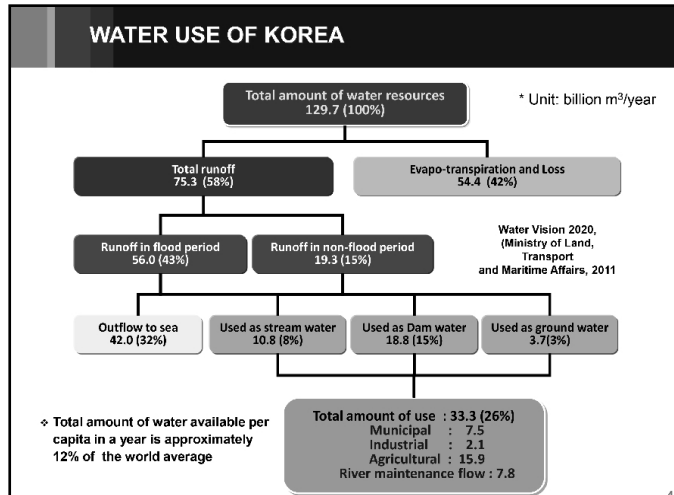 WATER USE OF KOREA
Total amount of water resources
129.7 (100%)
* Unit: billion m³/year
Total runoff
75.3 (58%)
Evapo-transpiration and Loss
54.4 (42%)
Water Vision 2020,
(Ministry of Land,
Transport
and Maritime Affairs, 2011
Runoff in flood period
56.0 (43%)
Runoff in non-flood period
19.3 (15%)
Outflow to sea
42.0 (32%)
Used as stream water
10.8 (8%)
Used as Dam water
18.8 (15%)
Used as ground water
3.7(3%)
❖ Total amount of water available per
capita in a year is approximately
12% of the world average
Total amount of use : 33.3 (26%)
Municipal : 7.5
Industrial : 2.1
Agricultural : 15.9
River maintenance flow : 7.8